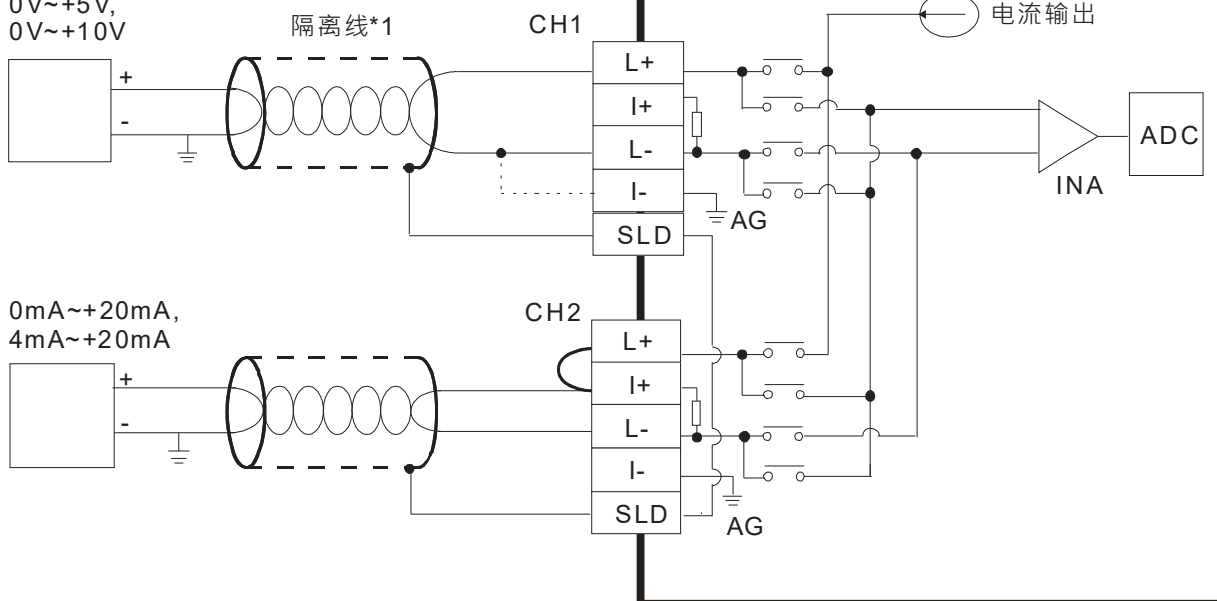 0V~+5V,
0V~+10V
隔离线*1
CH1
电流输出
+
-
L+
I+
L-
I-
SLD
AG
INA
ADC
0mA~+20mA,
4mA~+20mA
CH2
+
-
L+
I+
L-
I-
SLD
AG